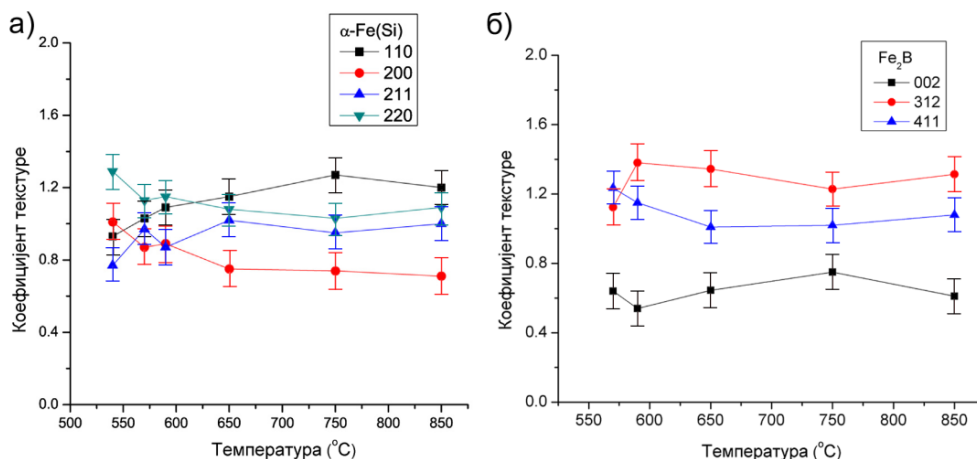 а)
α-Fe(Si)
110
200
211
220
Коефицијент текстуре
2.0
1.6
1.2
0.8
0.4
0.0
500 550 600 650 700 750 800 850
Температура (°C)
б)
Fe₂B
002
312
411
Коефицијент текстуре
2.0
1.6
1.2
0.8
0.4
0.0
550 600 650 700 750 800 850
Температура (°C)